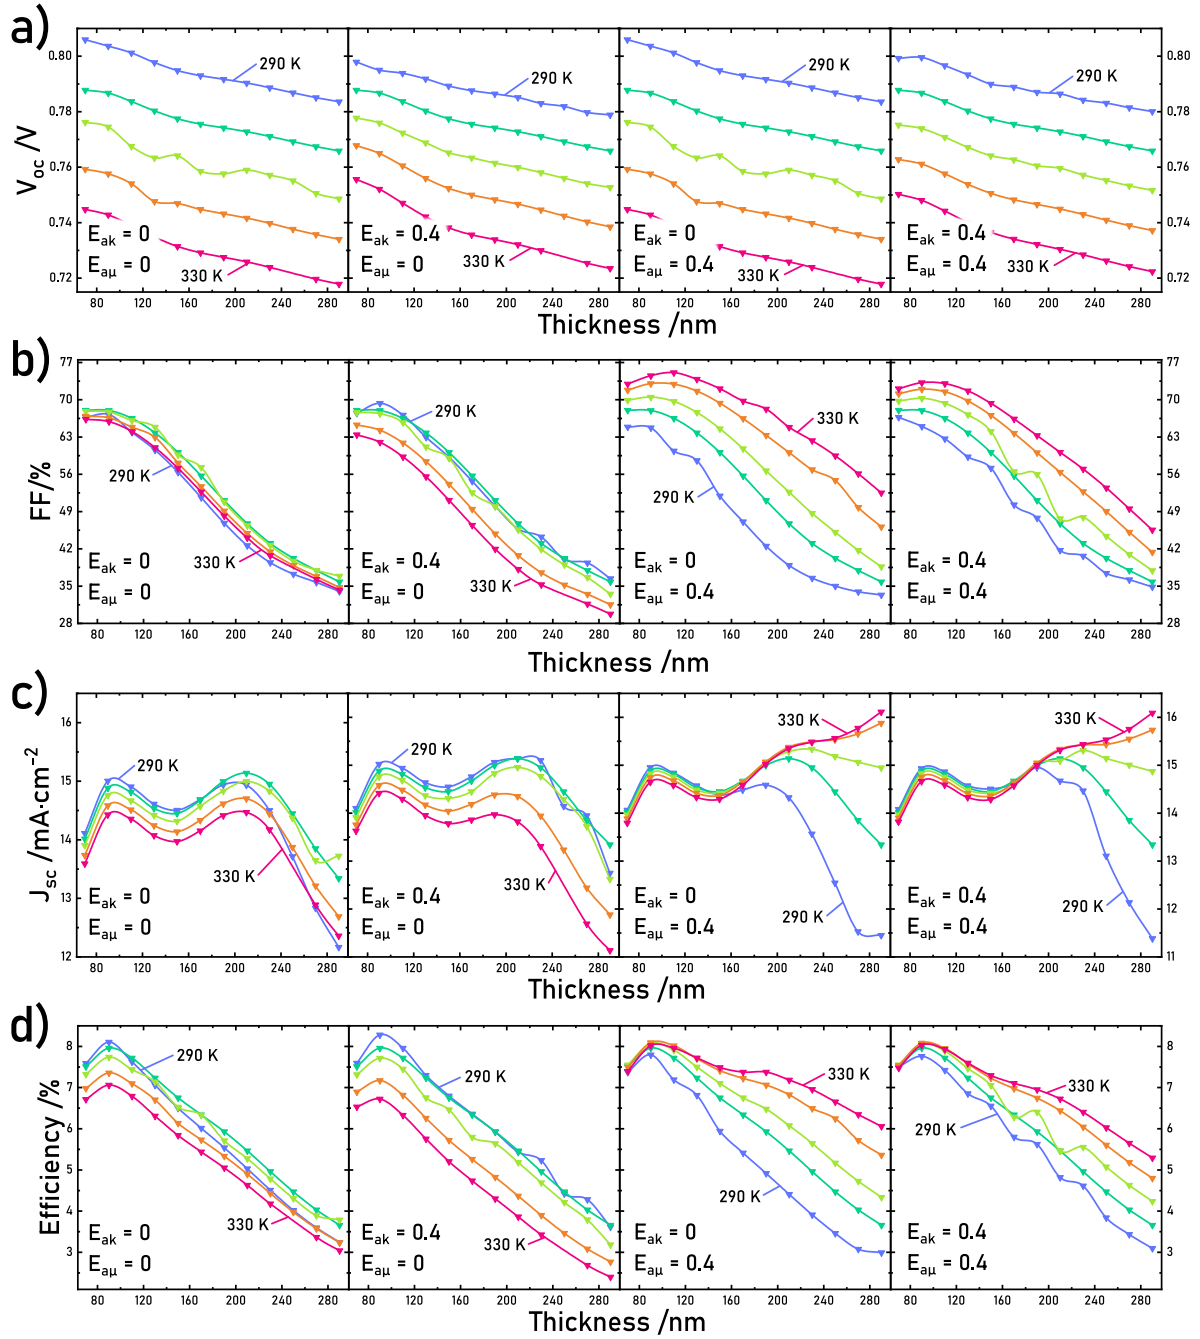 a)
0.80
0.78
0.76
0.74
0.72
V_oc /V
290 K
330 K
E_ak = 0
E_aμ = 0
290 K
330 K
E_ak = 0.4
E_aμ = 0
290 K
330 K
E_ak = 0
E_aμ = 0.4
290 K
330 K
E_ak = 0.4
E_aμ = 0.4
0.80
0.78
0.76
0.74
0.72
80 120 160 200 240 280 80 120 160 200 240 280 80 120 160 200 240 280 80 120 160 200 240 280
Thickness /nm
b)
77
70
63
56
49
42
35
28
FF/%
290 K
330 K
E_ak = 0
E_aμ = 0
290 K
330 K
E_ak = 0.4
E_aμ = 0
330 K
290 K
E_ak = 0
E_aμ = 0.4
330 K
290 K
E_ak = 0.4
E_aμ = 0.4
77
70
63
56
49
42
35
28
80 120 160 200 240 280 80 120 160 200 240 280 80 120 160 200 240 280 80 120 160 200 240 280
Thickness /nm
c)
16
15
14
13
12
J_sc /mA·cm⁻²
290 K
330 K
E_ak = 0
E_aμ = 0
290 K
330 K
E_ak = 0.4
E_aμ = 0
330 K
290 K
E_ak = 0
E_aμ = 0.4
330 K
290 K
E_ak = 0.4
E_aμ = 0.4
16
15
14
13
12
11
80 120 160 200 240 280 80 120 160 200 240 280 80 120 160 200 240 280 80 120 160 200 240 280
Thickness /nm
d)
8
7
6
5
4
3
Efficiency /%
290 K
330 K
E_ak = 0
E_aμ = 0
290 K
330 K
E_ak = 0.4
E_aμ = 0
330 K
290 K
E_ak = 0
E_aμ = 0.4
330 K
290 K
E_ak = 0.4
E_aμ = 0.4
8
7
6
5
4
3
80 120 160 200 240 280 80 120 160 200 240 280 80 120 160 200 240 280 80 120 160 200 240 280
Thickness /nm